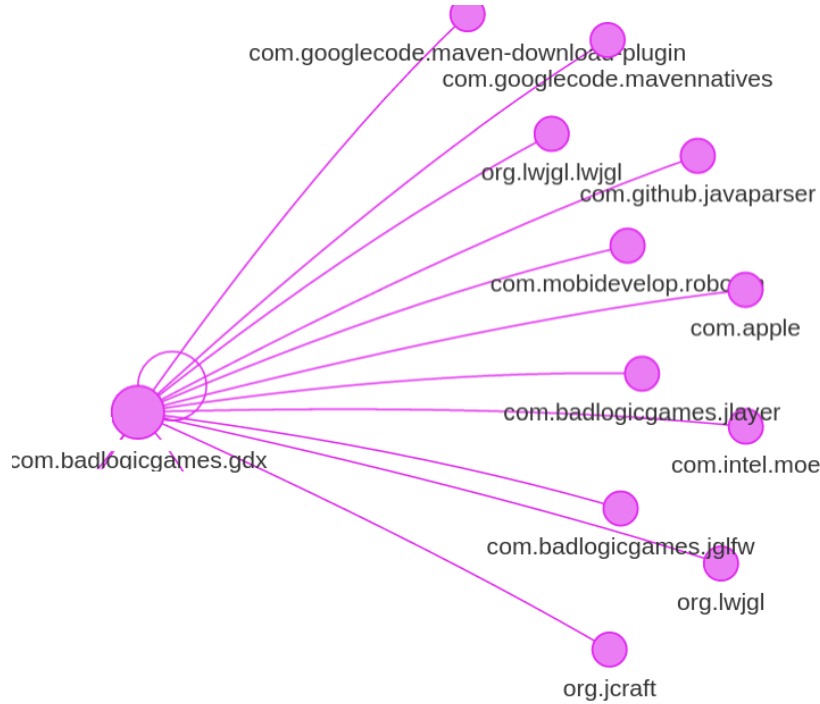 com.googlecode.maven-download-plugin
com.googlecode.mavennatives
org.lwjgl.lwjgl
com.github.javaparser
com.apple
com.badlogicgames.jlayer
com.badlogicgames.gdx
com.intel.moe
com.badlogicgames.jglfw
org.lwjgl
org.jcraft